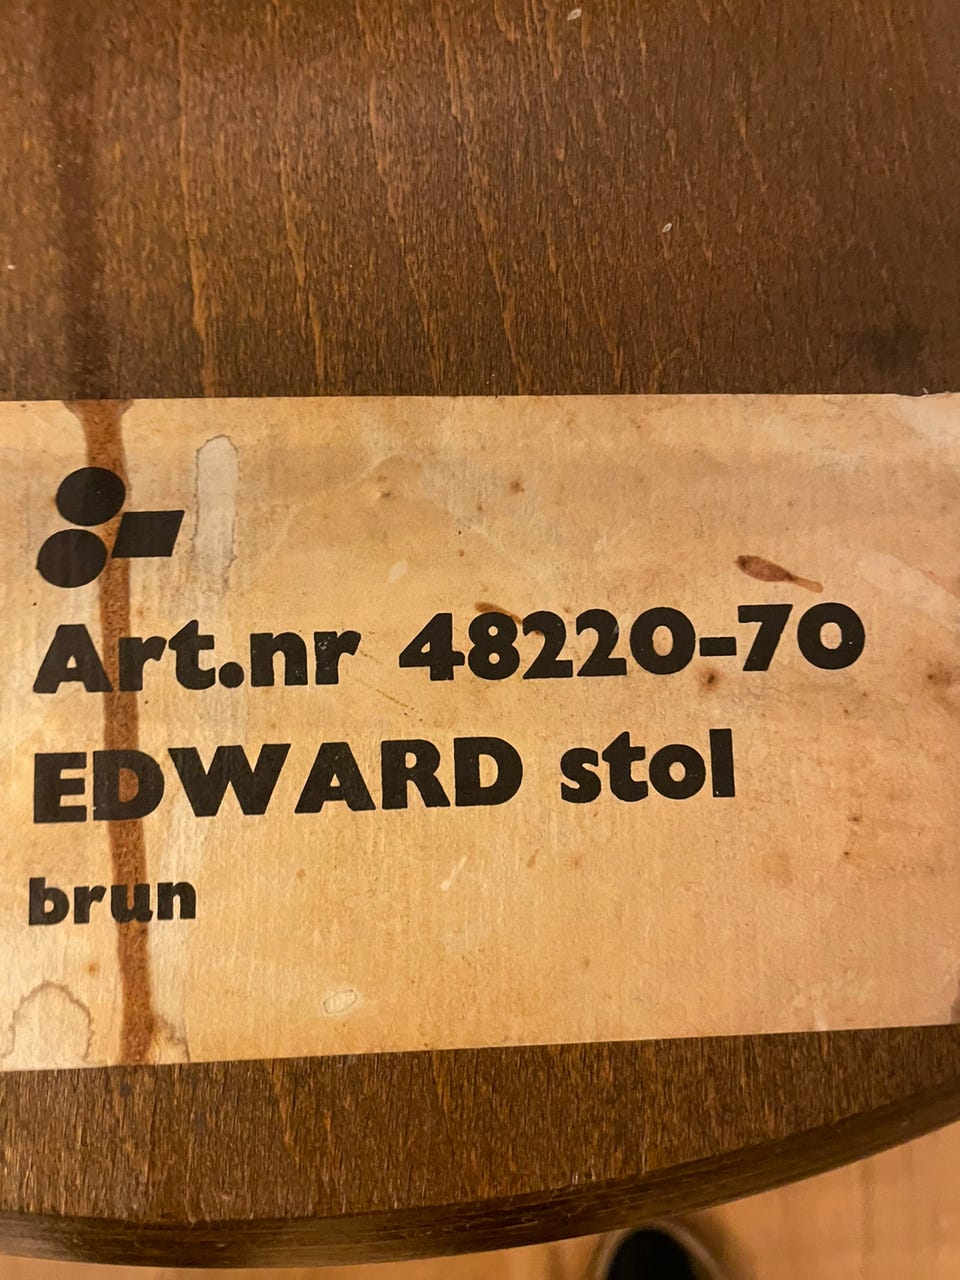 Art.nr 48220-70
EDWARD stol
brun